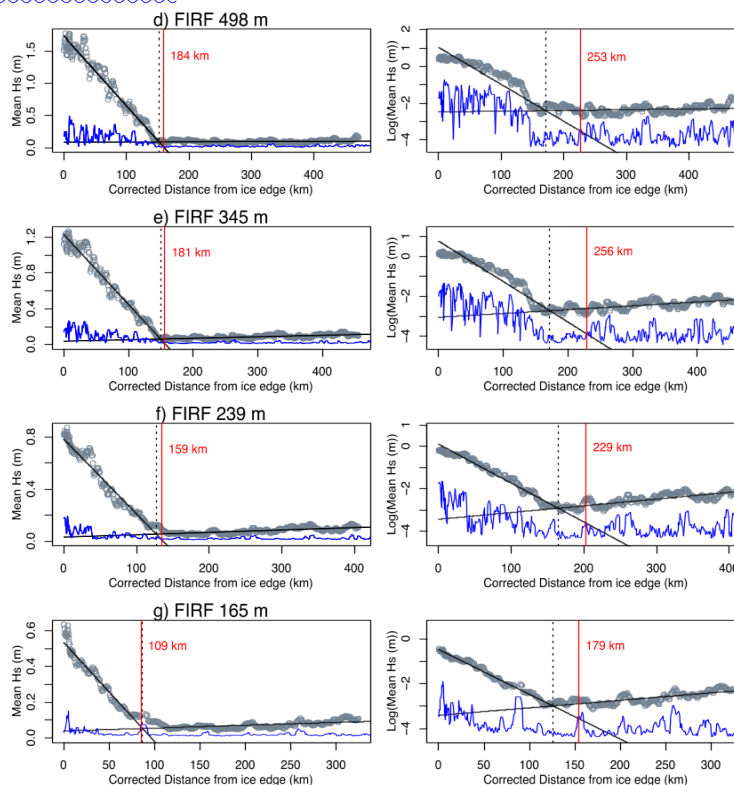 d) FIRF 498 m
Mean Hs (m)
0.0 0.5 1.0 1.5
184 km
0 100 200 300 400
Corrected Distance from ice edge (km)
Log(Mean Hs (m))
-4 -2 0 2
253 km
0 100 200 300 400
Corrected Distance from ice edge (km)
e) FIRF 345 m
Mean Hs (m)
0.0 0.4 0.8 1.2
181 km
0 100 200 300 400
Corrected Distance from ice edge (km)
Log(Mean Hs (m))
-4 -2 0 2
256 km
0 100 200 300 400
Corrected Distance from ice edge (km)
f) FIRF 239 m
Mean Hs (m)
0.0 0.4 0.8
159 km
0 100 200 300 400
Corrected Distance from ice edge (km)
Log(Mean Hs (m))
-4 -2 0 1
229 km
0 100 200 300 400
Corrected Distance from ice edge (km)
g) FIRF 165 m
Mean Hs (m)
0.0 0.2 0.4 0.6
109 km
0 50 100 150 200 250 300
Corrected Distance from ice edge (km)
Log(Mean Hs (m))
-4 -2 0
179 km
0 50 100 150 200 250 300
Corrected Distance from ice edge (km)